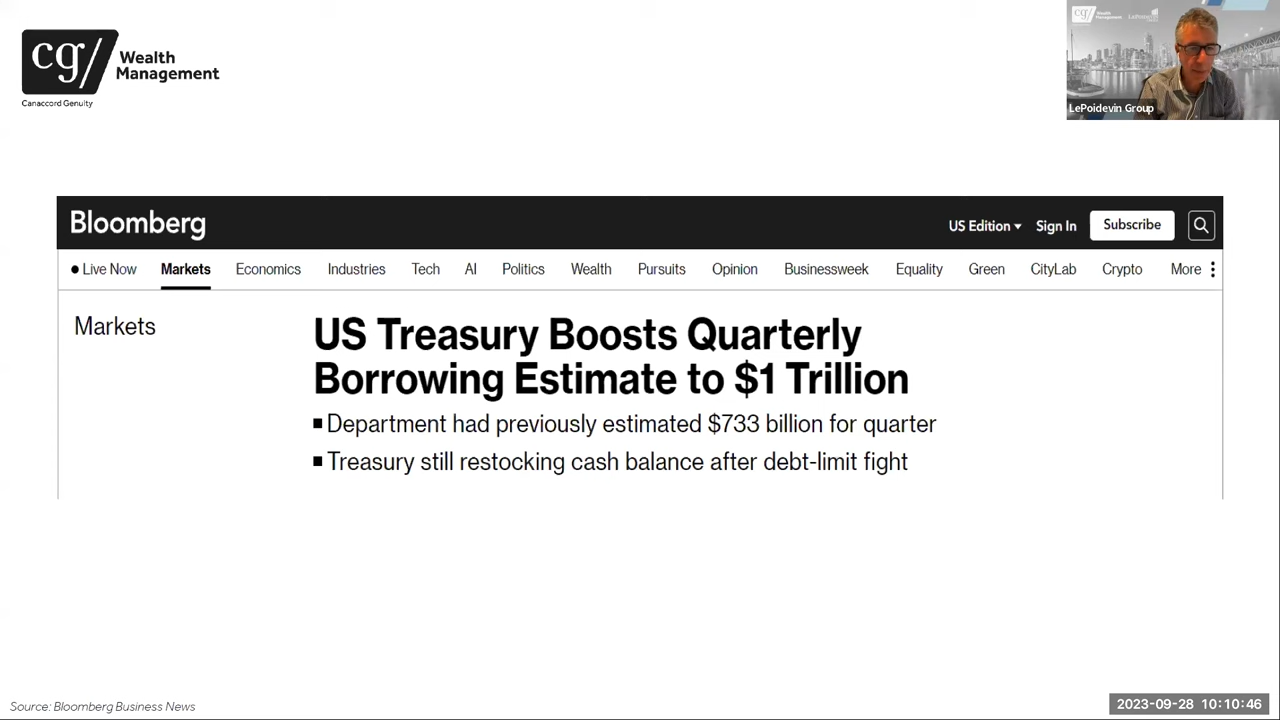 cg/ Wealth
Management
Canaccord Genuity
cg/ Wealth
Management
LePoidevin Group
Bloomberg
US Edition Sign In Subscribe
Live Now Markets Economics Industries Tech AI Politics Wealth Pursuits Opinion Businessweek Equality Green CityLab Crypto More
Markets
US Treasury Boosts Quarterly
Borrowing Estimate to $1 Trillion
Department had previously estimated $733 billion for quarter
Treasury still restocking cash balance after debt-limit fight
Source: Bloomberg Business News
2023-09-28 10:10:46